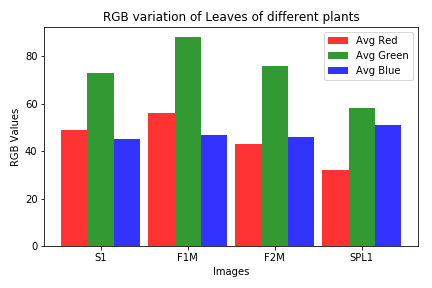 RGB variation of Leaves of different plants
Avg Red
Avg Green
Avg Blue
RGB Values
80
60
40
20
0
S1 F1M F2M SPL1
Images